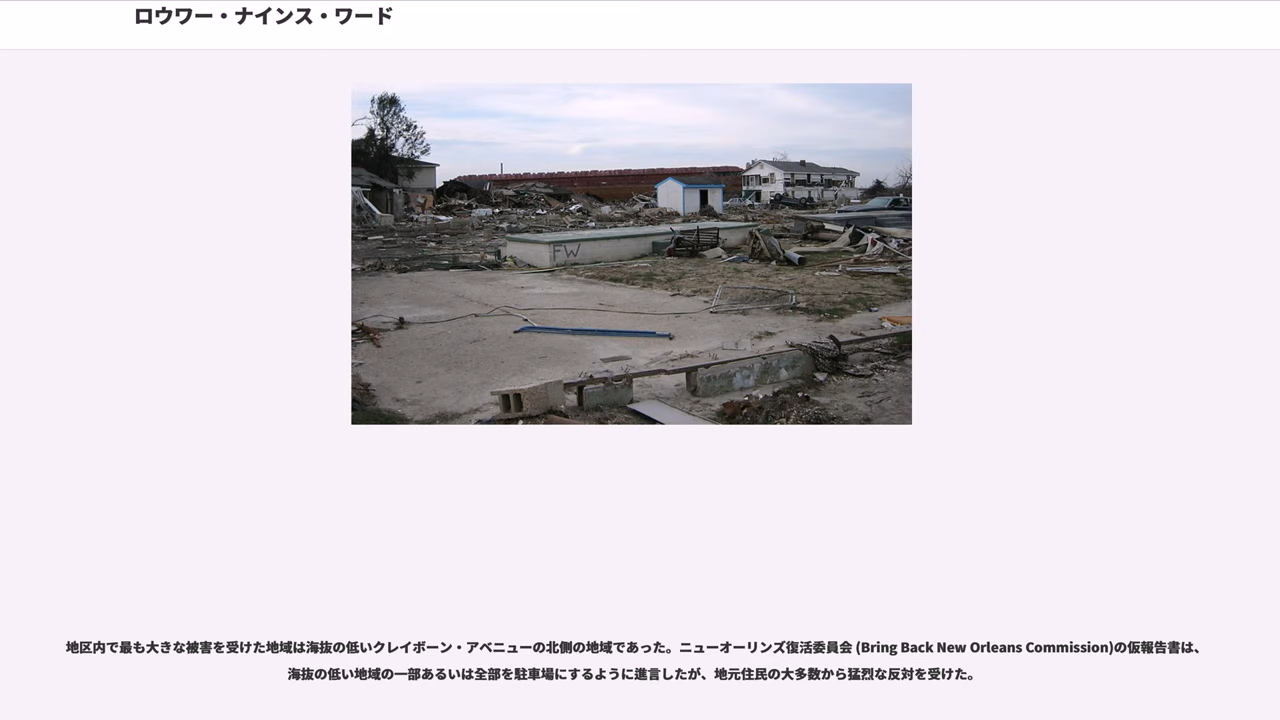 ロウワー・ナインス・ワード
FW
地区内で最も大きな被害を受けた地域は海抜の低いクレイボーン・アベニューの北側の地域であった。ニューオーリンズ復活委員会 (Bring Back New Orleans Commission)の仮報告書は、
海抜の低い地域の一部あるいは全部を駐車場にするように進言したが、地元住民の大多数から猛烈な反対を受けた。